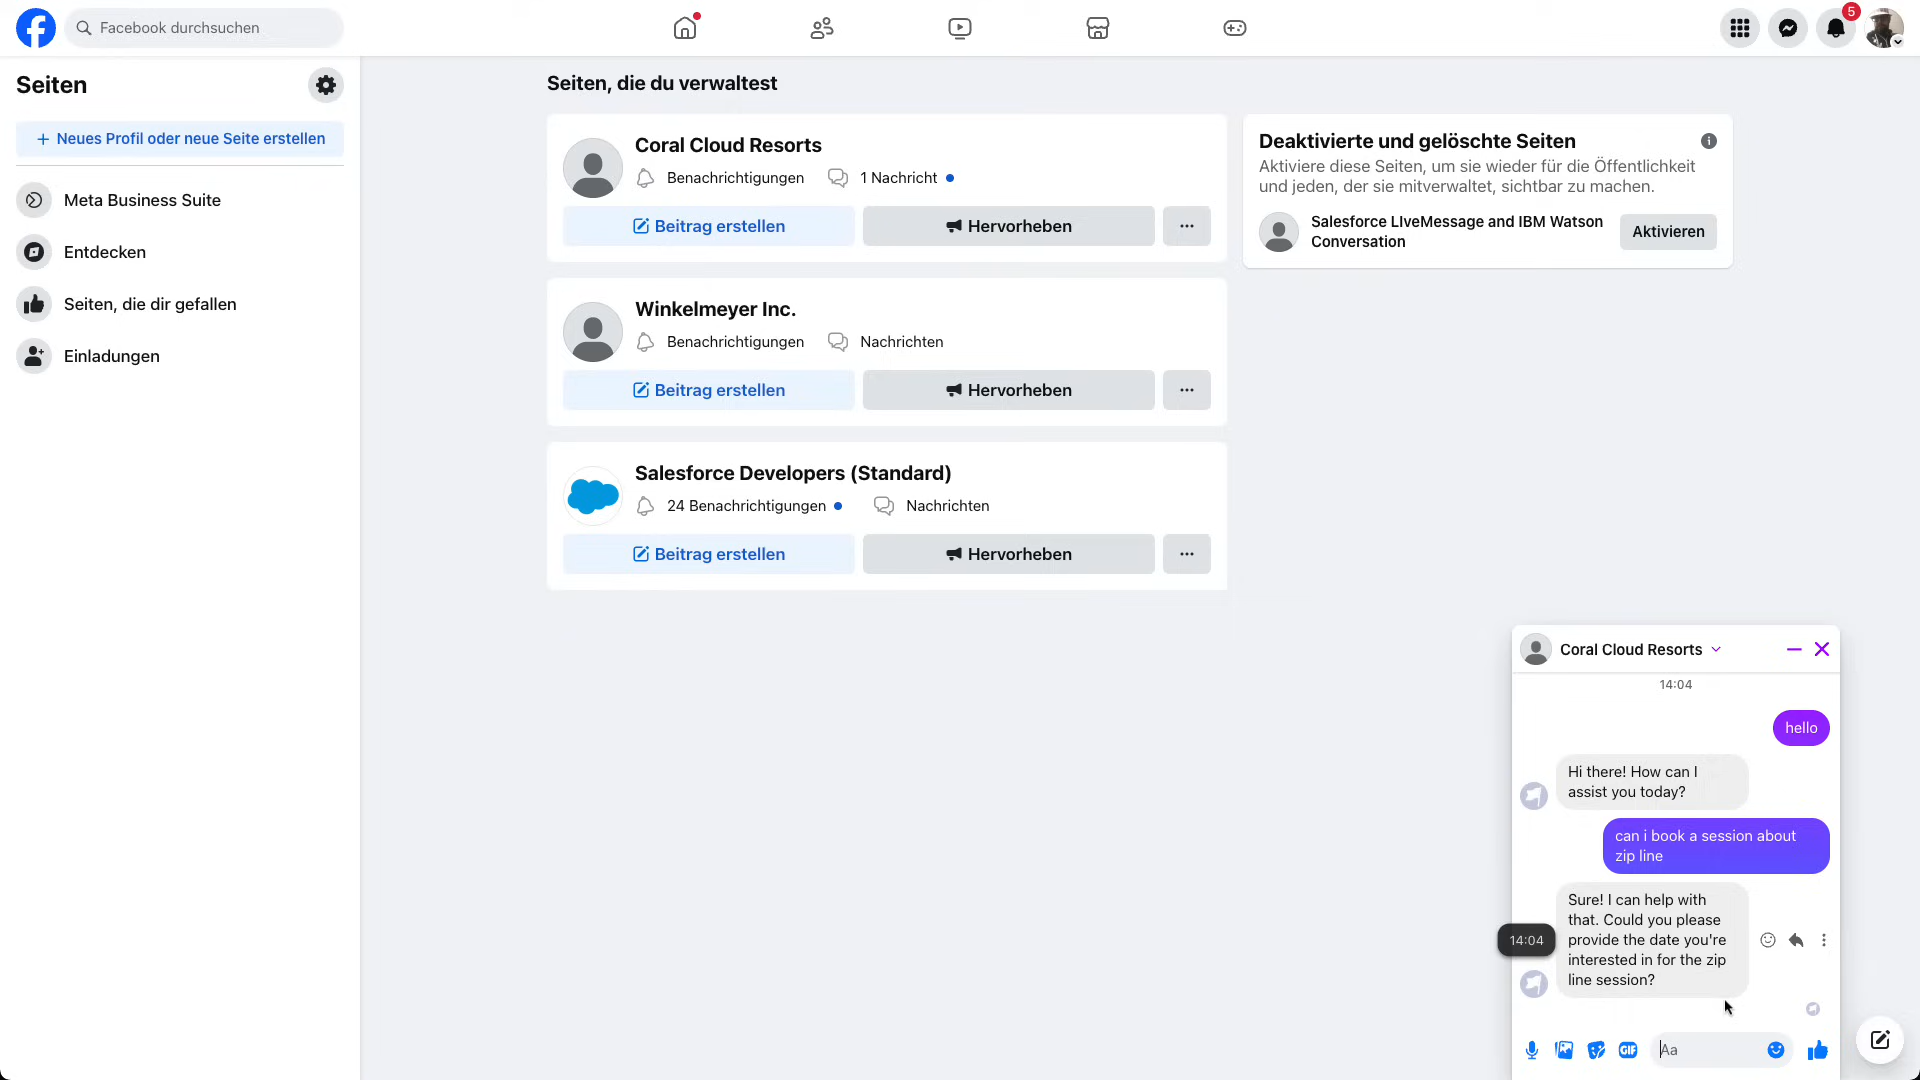 Facebook durchsuchen
5
Seiten
Neues Profil oder neue Seite erstellen
Meta Business Suite
Entdecken
Seiten, die dir gefallen
Einladungen
Seiten, die du verwaltest
Coral Cloud Resorts
Benachrichtigungen
1 Nachricht
Beitrag erstellen
Hervorheben
Winkelmeyer Inc.
Benachrichtigungen
Nachrichten
Beitrag erstellen
Hervorheben
Salesforce Developers (Standard)
24 Benachrichtigungen
Nachrichten
Beitrag erstellen
Hervorheben
Deaktivierte und gelöschte Seiten
Aktiviere diese Seiten, um sie wieder für die Öffentlichkeit
und jeden, der sie mitverwaltet, sichtbar zu machen.
Salesforce LIveMessage and IBM Watson
Conversation
Aktivieren
Coral Cloud Resorts
14:04
hello
Hi there! How can I
assist you today?
can i book a session about
zip line
Sure! I can help with
that. Could you please
provide the date you're
interested in for the zip
line session?
14:04
GIF
Aa